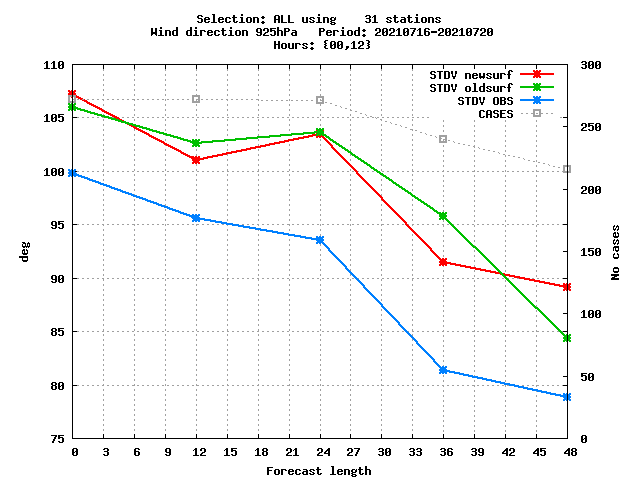 Selection: ALL using    31 stations
Wind direction 925hPa   Period: 20210716-20210720
Hours: {00,12}
110 300
STDV newsurf
STDV oldsurf
STDV OBS
CASES
105 250
100 200
95
deg
No cases
90 150
85 100
80 50
75 0
0 3 6 9 12 15 18 21 24 27 30 33 36 39 42 45 48
Forecast length